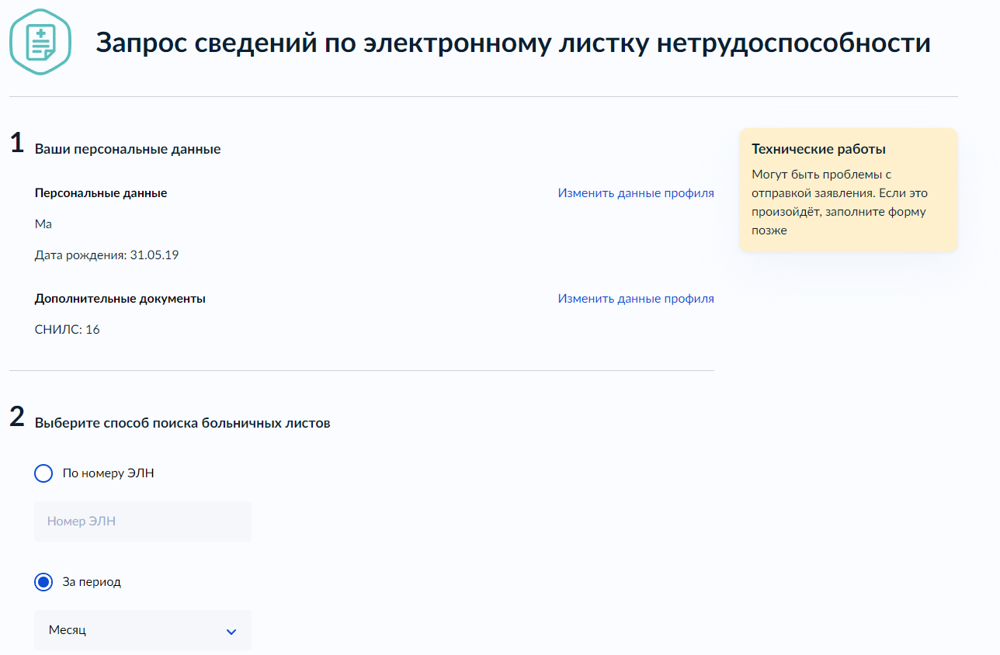 Запрос сведений по электронному листку нетрудоспособности
1 Ваши персональные данные
Персональные данные
Изменить данные профиля
Ма
Дата рождения: 31.05.19
Дополнительные документы
Изменить данные профиля
СНИЛС: 16
Технические работы
Могут быть проблемы с
отправкой заявления. Если это
произойдёт, заполните форму
позже
2 Выберите способ поиска больничных листов
По номеру ЭЛН
Номер ЭЛН
За период
Месяц